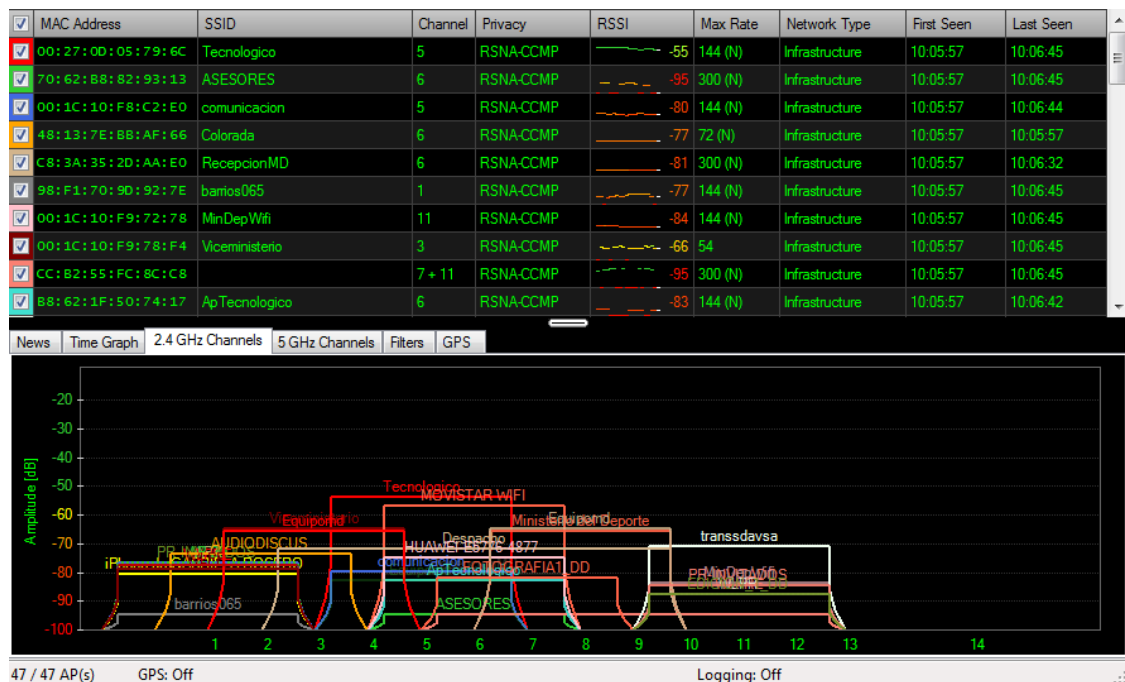 MAC Address SSID Channel Privacy RSSI Max Rate Network Type First Seen Last Seen
00:27:0D:05:79:6C Tecnologico 5 RSNA-CCMP -55 144 (N) Infrastructure 10:05:57 10:06:45
70:62:B8:82:93:13 ASESORES 6 RSNA-CCMP -95 300 (N) Infrastructure 10:05:57 10:06:45
00:1C:10:F8:C2:E0 comunicacion 5 RSNA-CCMP -80 144 (N) Infrastructure 10:05:57 10:06:44
48:13:7E:BB:AF:66 Colorada 6 RSNA-CCMP -77 72 (N) Infrastructure 10:05:57 10:05:57
C8:3A:35:2D:AA:E0 RecepcionMD 6 RSNA-CCMP -81 300 (N) Infrastructure 10:05:57 10:06:32
98:F1:70:9D:92:7E barrios065 1 RSNA-CCMP -77 144 (N) Infrastructure 10:05:57 10:06:45
00:1C:10:F9:72:78 MinDepWifi 11 RSNA-CCMP -84 144 (N) Infrastructure 10:05:57 10:06:45
00:1C:10:F9:78:F4 Viceministerio 3 RSNA-CCMP -66 54 Infrastructure 10:05:57 10:06:45
CC:B2:55:FC:8C:C8 7 + 11 RSNA-CCMP -95 300 (N) Infrastructure 10:05:57 10:06:45
B8:62:1F:50:74:17 ApTecnologico 6 RSNA-CCMP -83 144 (N) Infrastructure 10:05:57 10:06:42
News Time Graph 2.4 GHz Channels 5 GHz Channels Filters GPS
Amplitude [dB]
-20
-30
-40
-50
-60
-70
-80
-90
-100
Tecnologico
MOVISTAR WIFI
Equipomd
Ministerio del Deporte
Despacho
transsdavsa
AUDIODISCUS
HUAWEI-E8776-4877
comunicacion
ApTecnologico
FOTOGRAFIA1_DD
MinDepWifi
barrios065
ASESORES
1 2 3 4 5 6 7 8 9 10 11 12 13 14
47 / 47 AP(s) GPS: Off Logging: Off